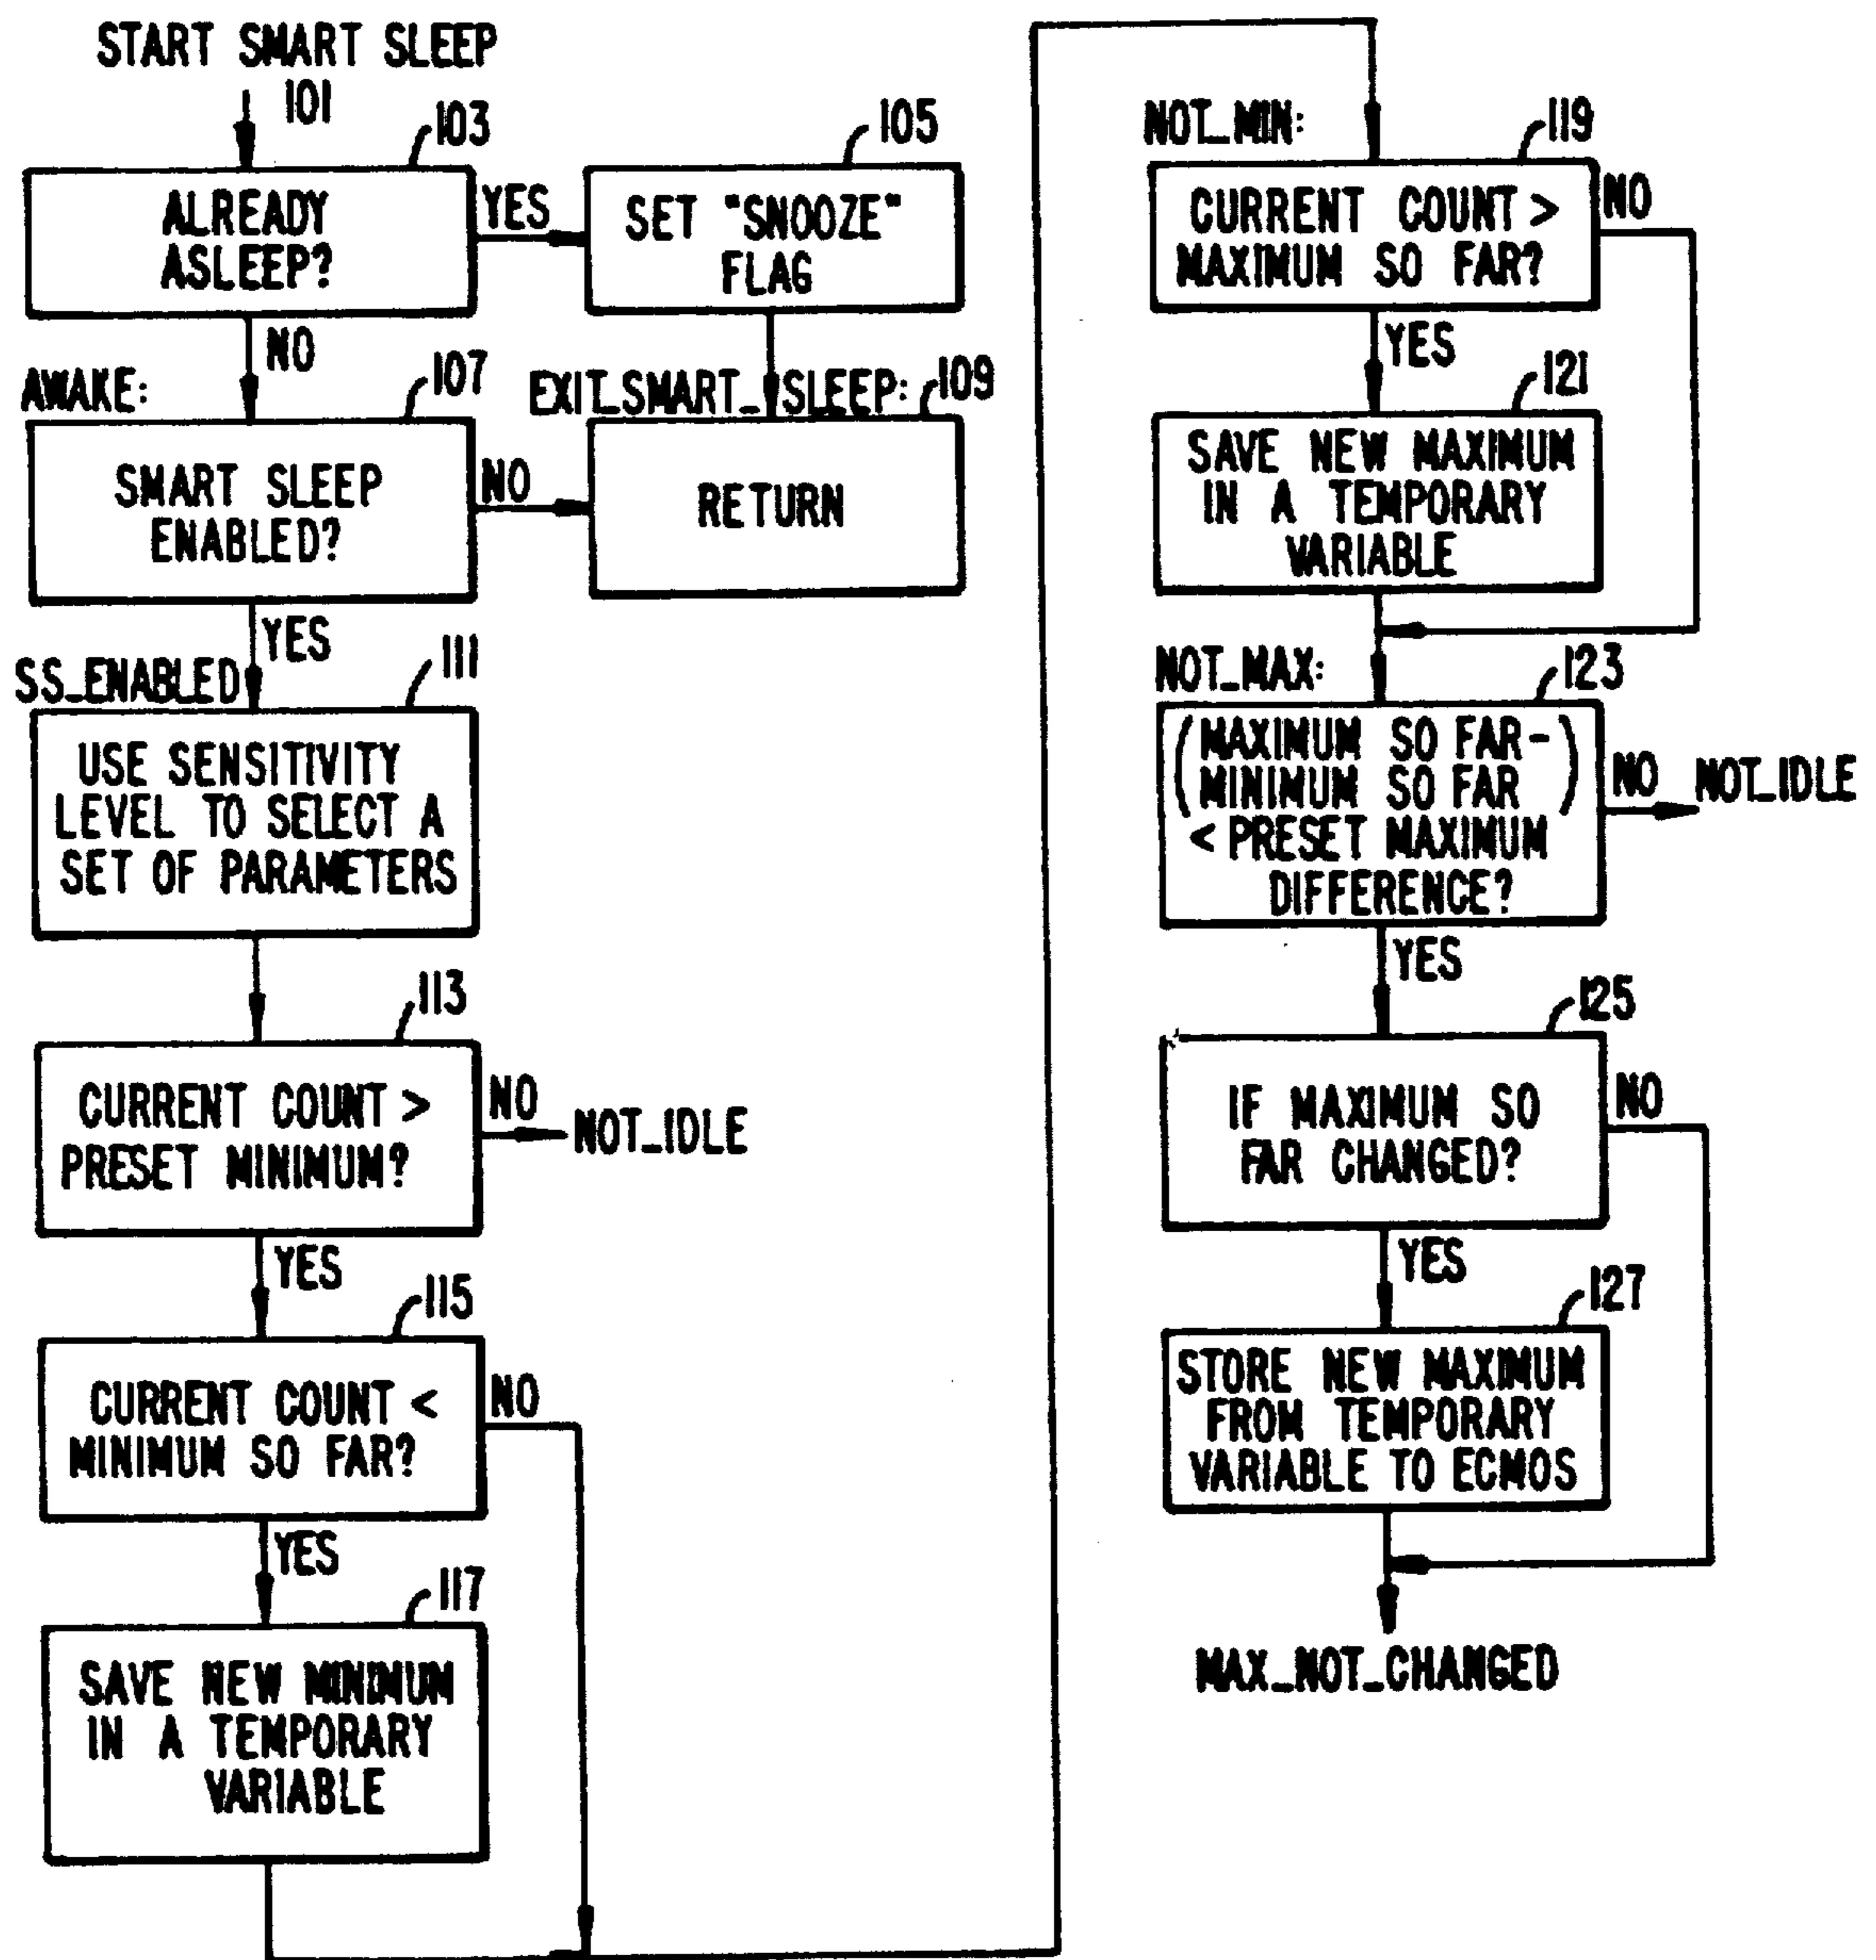 START SMART SLEEP
101
103
ALREADY
ASLEEP?
YES
105
SET "SNOOZE"
FLAG
NO
AWAKE:
107
SMART SLEEP
ENABLED?
NO
EXIT_SMART_SLEEP:
109
RETURN
YES
SS_ENABLED
111
USE SENSITIVITY
LEVEL TO SELECT A
SET OF PARAMETERS
113
CURRENT COUNT >
PRESET MINIMUM?
NO
NOT_IDLE
YES
115
CURRENT COUNT <
MINIMUM SO FAR?
NO
YES
117
SAVE NEW MINIMUM
IN A TEMPORARY
VARIABLE
NOT_MIN:
119
CURRENT COUNT >
MAXIMUM SO FAR?
NO
YES
121
SAVE NEW MAXIMUM
IN A TEMPORARY
VARIABLE
NOT_MAX:
123
(MAXIMUM SO FAR-
MINIMUM SO FAR)
< PRESET MAXIMUM
DIFFERENCE?
NO
NOT_IDLE
YES
125
IF MAXIMUM SO
FAR CHANGED?
NO
YES
127
STORE NEW MAXIMUM
FROM TEMPORARY
VARIABLE TO ECMOS
MAX_NOT_CHANGED